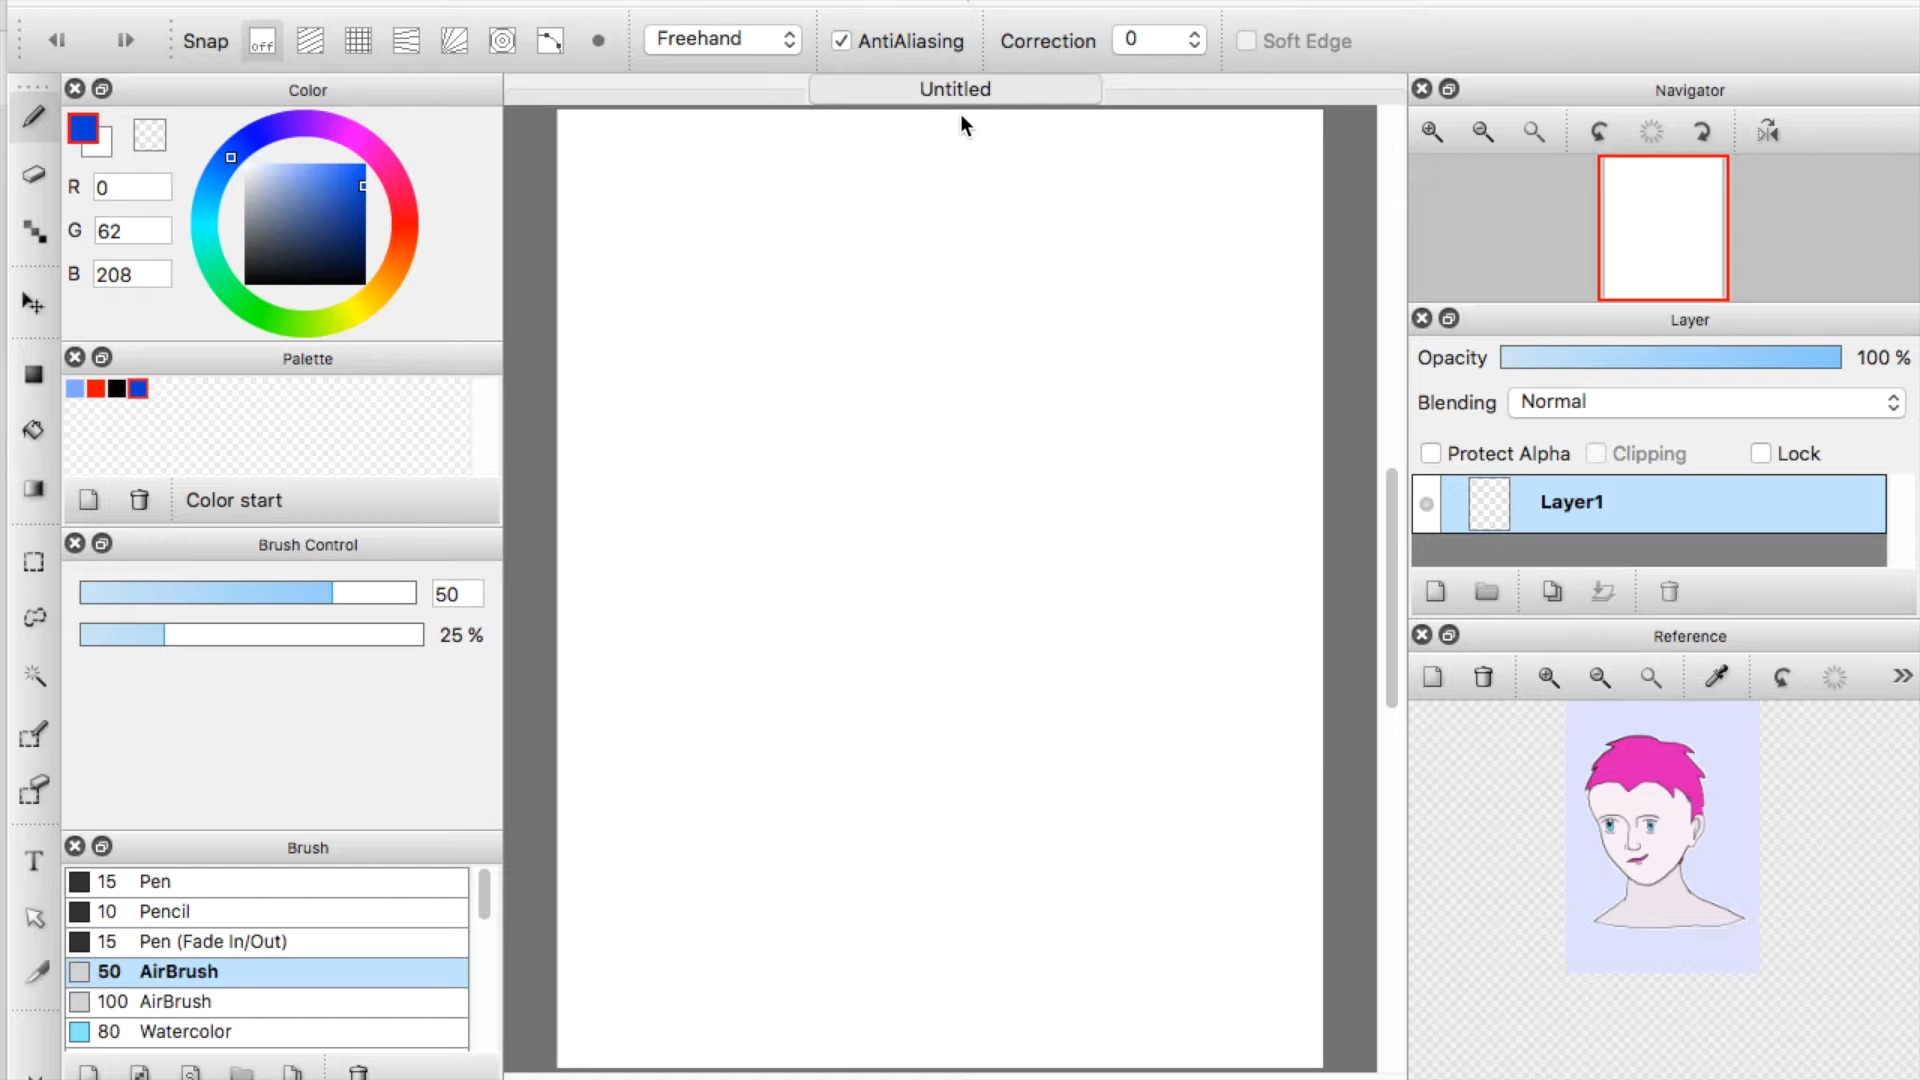 Snap
off
Freehand
AntiAliasing
Correction
0
Soft Edge
Color
R 0
G 62
B 208
Palette
Color start
Brush Control
50
25 %
Brush
15 Pen
10 Pencil
15 Pen (Fade In/Out)
50 AirBrush
100 AirBrush
80 Watercolor
T
Untitled
Navigator
Layer
Opacity 100 %
Blending Normal
Protect Alpha Clipping Lock
Layer1
Reference